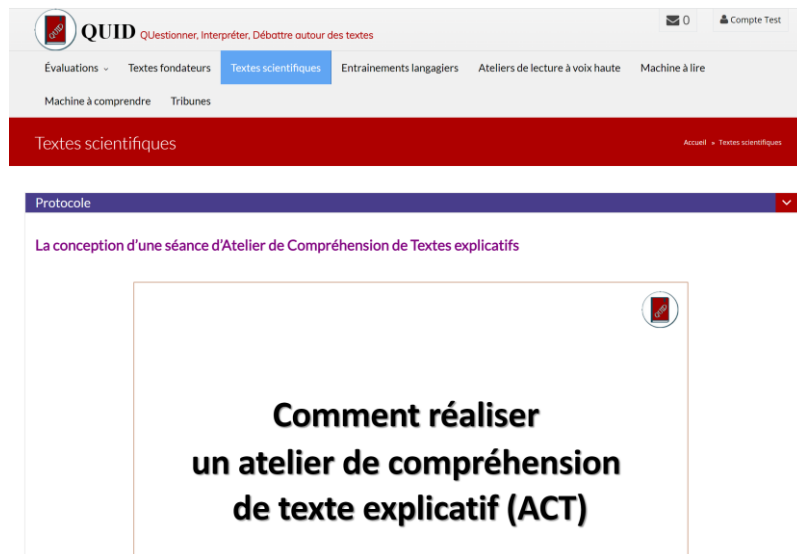 QUID QUestionner, Interpréter, Débattre autour des textes
0
Compte Test
Évaluations Textes fondateurs Textes scientifiques Entrainements langagiers Ateliers de lecture à voix haute Machine à lire
Machine à comprendre Tribunes
Textes scientifiques
Accueil » Textes scientifiques
Protocole
La conception d'une séance d'Atelier de Compréhension de Textes explicatifs
QUID
Comment réaliser
un atelier de compréhension
de texte explicatif (ACT)